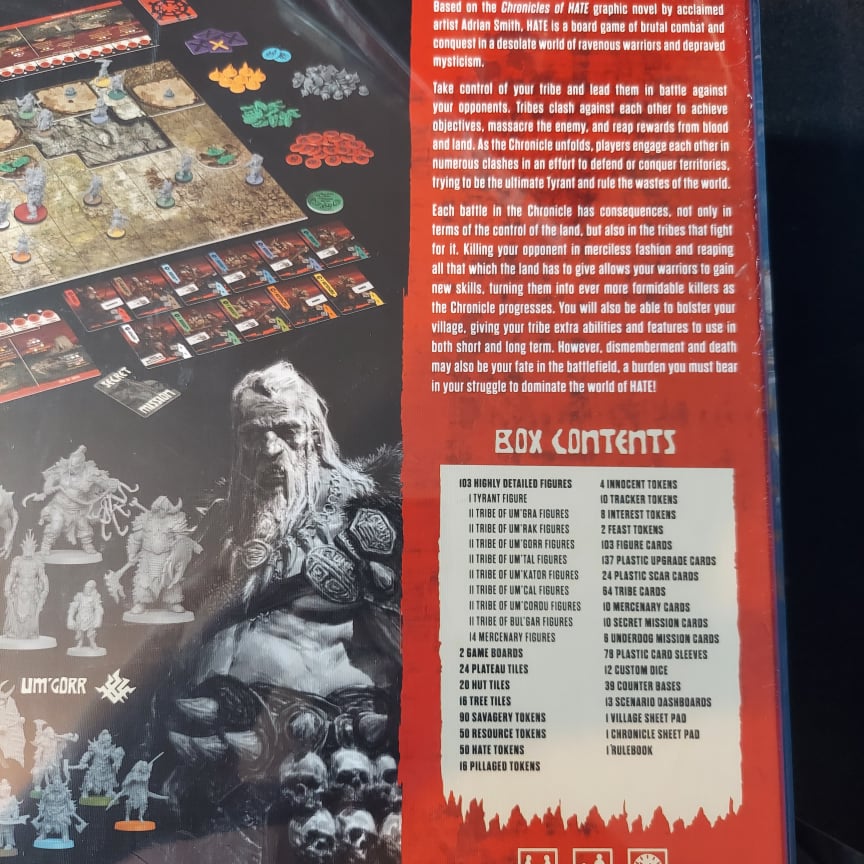 Based on the Chronicles of HATE graphic novel by acclaimed
artist Adrian Smith, HATE is a board game of brutal combat and
conquest in a desolate world of ravenous warriors and depraved
mysticism.
Take control of your tribe and lead them in battle against
your opponents. Tribes clash against each other to achieve
objectives, massacre the enemy, and reap rewards from blood
and land. As the Chronicle unfolds, players engage each other in
numerous clashes in an effort to defend or conquer territories,
trying to be the ultimate Tyrant and rule the wastes of the world.
Each battle in the Chronicle has consequences, not only in
terms of the control of the land, but also in the tribes that fight
for it. Killing your opponent in merciless fashion and reaping
all that which the land has to give allows your warriors to gain
new skills, turning them into ever more formidable killers as
the Chronicle progresses. You will also be able to bolster your
village, giving your tribe extra abilities and features to use in
both short and long term. However, dismemberment and death
may also be your fate in the battlefield, a burden you must bear
in your struggle to dominate the world of HATE!
SECRET
MISSION
UM'GORR
BOX CONTENTS
103 HIGHLY DETAILED FIGURES
1 TYRANT FIGURE
11 TRIBE OF UM'GRA FIGURES
11 TRIBE OF UM'RAK FIGURES
11 TRIBE OF UM'GORR FIGURES
11 TRIBE OF UM'TAL FIGURES
11 TRIBE OF UM'KATOR FIGURES
11 TRIBE OF UM'CAL FIGURES
11 TRIBE OF UM'CORDU FIGURES
11 TRIBE OF BUL'GAR FIGURES
14 MERCENARY FIGURES
2 GAME BOARDS
24 PLATEAU TILES
20 HUT TILES
16 TREE TILES
90 SAVAGERY TOKENS
50 RESOURCE TOKENS
50 HATE TOKENS
16 PILLAGED TOKENS
4 INNOCENT TOKENS
10 TRACKER TOKENS
8 INTEREST TOKENS
2 FEAST TOKENS
103 FIGURE CARDS
137 PLASTIC UPGRADE CARDS
24 PLASTIC SCAR CARDS
64 TRIBE CARDS
10 MERCENARY CARDS
10 SECRET MISSION CARDS
6 UNDERDOG MISSION CARDS
78 PLASTIC CARD SLEEVES
12 CUSTOM DICE
39 COUNTER BASES
13 SCENARIO DASHBOARDS
1 VILLAGE SHEET PAD
1 CHRONICLE SHEET PAD
1 RULEBOOK